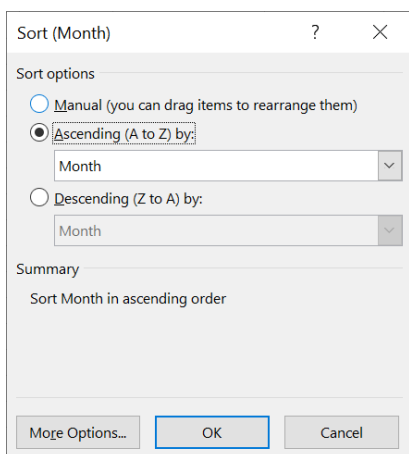 Sort (Month)
?
Sort options
Manual (you can drag items to rearrange them)
Ascending (A to Z) by:
Month
Descending (Z to A) by:
Month
Summary
Sort Month in ascending order
More Options... OK Cancel